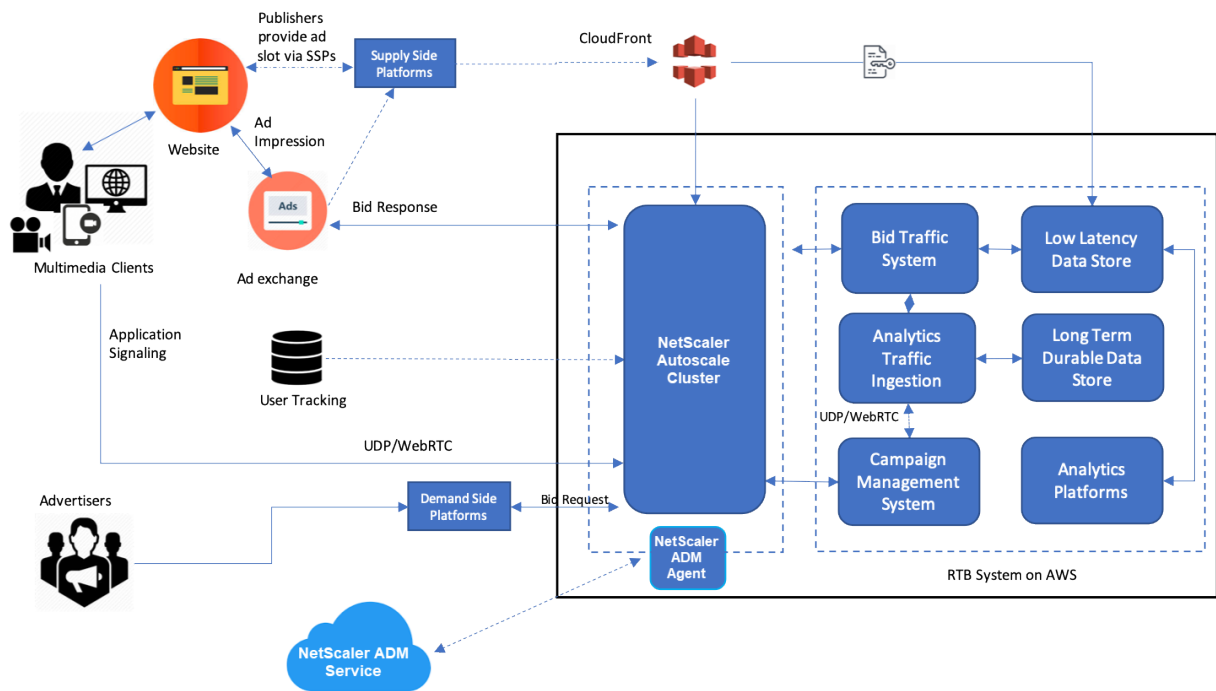 Publishers
provide ad
slot via SSPs
Supply Side
Platforms
CloudFront
Ad
Impression
Website
Ads
Bid Response
Multimedia Clients
Ad exchange
Application
Signaling
User Tracking
UDP/WebRTC
Advertisers
Demand Side
Platforms
Bid Request
NetScaler
Autoscale
Cluster
NetScaler
ADM
Agent
NetScaler ADM
Service
Bid Traffic
System
Low Latency
Data Store
Analytics
Traffic
Ingestion
Long Term
Durable Data
Store
UDP/WebRTC
Campaign
Management
System
Analytics
Platforms
RTB System on AWS